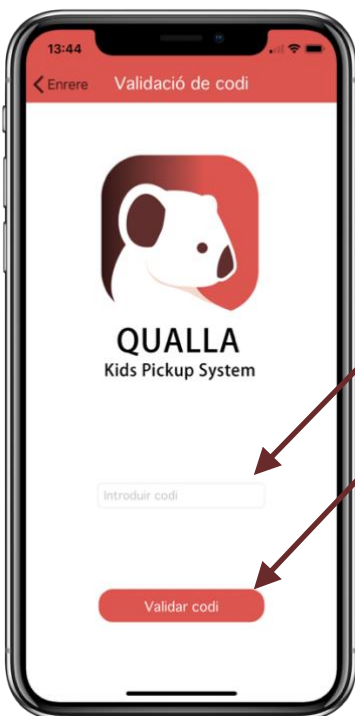 13:44
Enrere Validació de codi
QUALLA
Kids Pickup System
Introduir codi
Validar codi